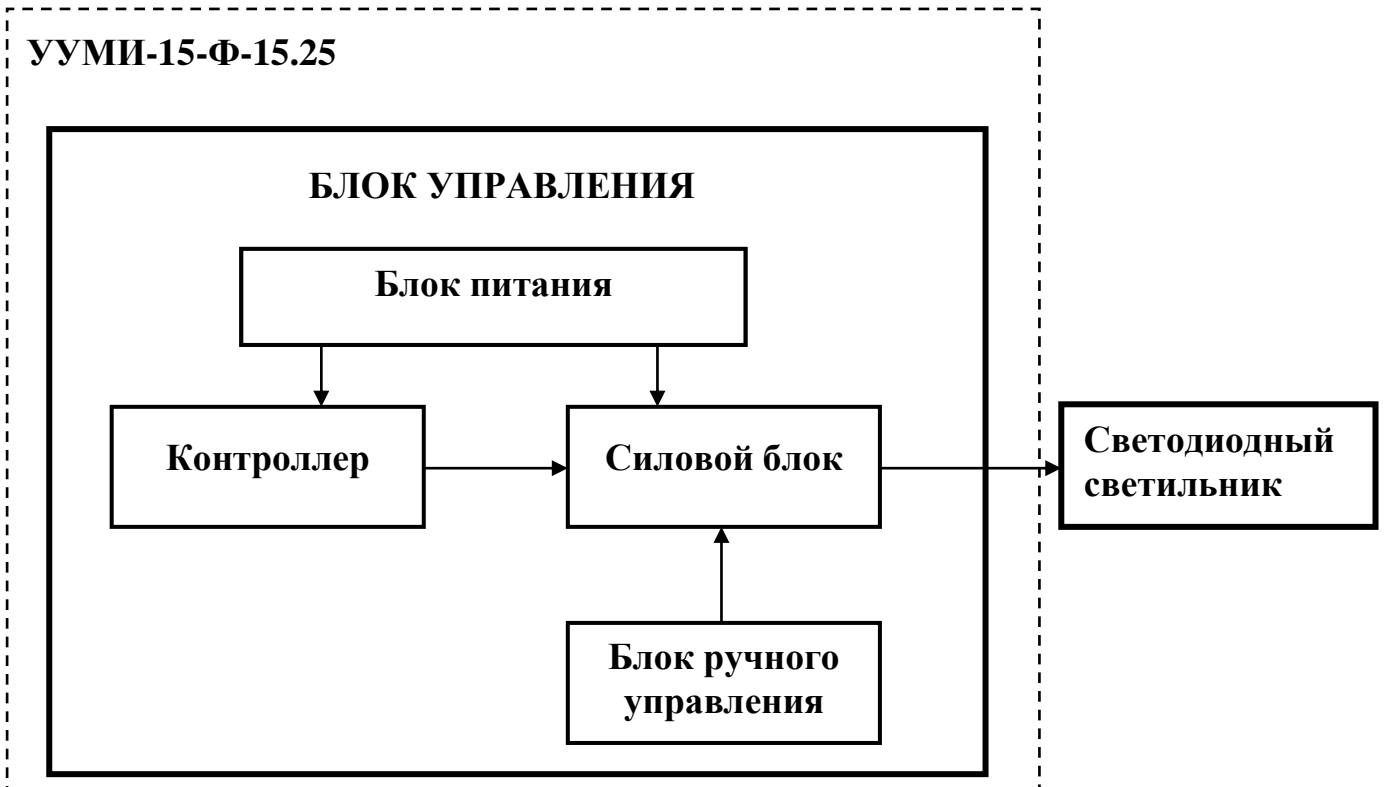 УУМИ-15-Ф-15.25
БЛОК УПРАВЛЕНИЯ
Блок питания
Контроллер
Силовой блок
Светодиодный
светильник
Блок ручного
управления